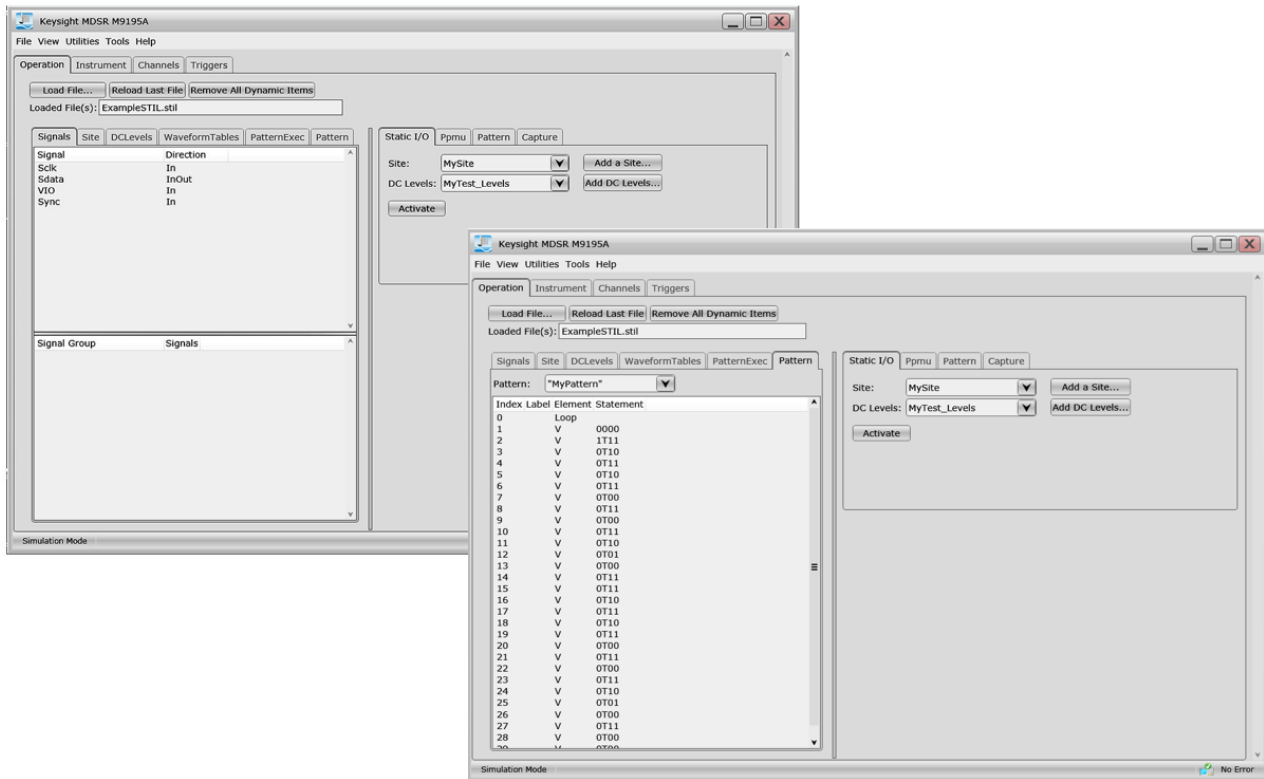 Keysight MDSR M9195A
File View Utilities Tools Help
Operation Instrument Channels Triggers
Load File... Reload Last File Remove All Dynamic Items
Loaded File(s): ExampleSTIL.stil
Signals Site DCLevels WaveformTables PatternExec Pattern
Signal Direction
Sclk In
Sdata InOut
VIO In
Sync In
Signal Group Signals
Static I/O Ppmu Pattern Capture
Site: MySite Add a Site...
DC Levels: MyTest_Levels Add DC Levels...
Activate
Simulation Mode
Keysight MDSR M9195A
File View Utilities Tools Help
Operation Instrument Channels Triggers
Load File... Reload Last File Remove All Dynamic Items
Loaded File(s): ExampleSTIL.stil
Signals Site DCLevels WaveformTables PatternExec Pattern
Pattern: "MyPattern"
Index Label Element Statement
0 Loop
1 V 0000
2 V 1T11
3 V 0T10
4 V 0T11
5 V 0T10
6 V 0T11
7 V 0T00
8 V 0T11
9 V 0T00
10 V 0T11
11 V 0T10
12 V 0T01
13 V 0T00
14 V 0T11
15 V 0T11
16 V 0T10
17 V 0T11
18 V 0T10
19 V 0T11
20 V 0T00
21 V 0T11
22 V 0T00
23 V 0T11
24 V 0T10
25 V 0T01
26 V 0T00
27 V 0T11
28 V 0T00
Static I/O Ppmu Pattern Capture
Site: MySite Add a Site...
DC Levels: MyTest_Levels Add DC Levels...
Activate
Simulation Mode No Error